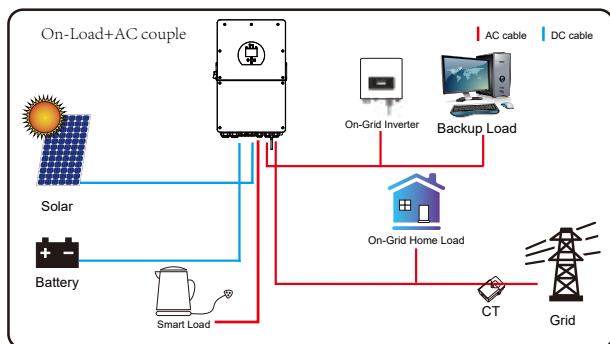 On-Load+AC couple
AC cable
DC cable
On-Grid Inverter
Backup Load
Solar
On-Grid Home Load
Battery
Smart Load
CT
Grid